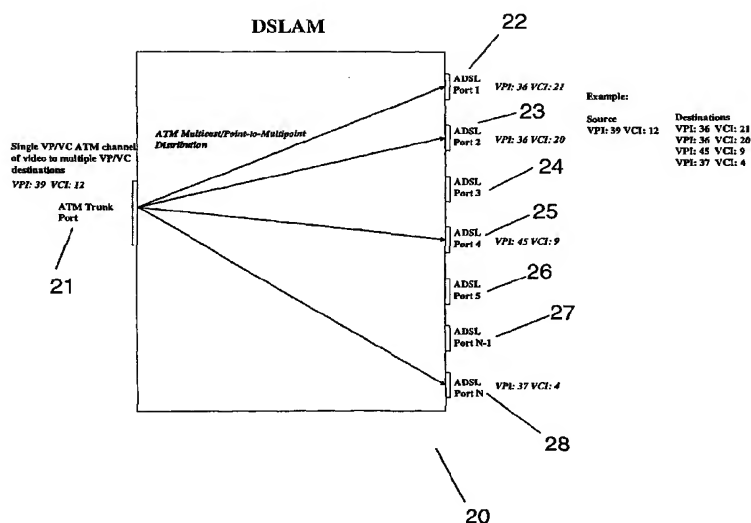 DSLAM
22
ADSL
Port 1
VPI: 36 VCI: 21
Example:
23
Source
VPI: 39 VCI: 12
Destinations
VPI: 36 VCI: 21
VPI: 36 VCI: 20
VPI: 45 VCI: 9
VPI: 37 VCI: 4
ATM Multicast/Point-to-Multipoint
Distribution
ADSL
Port 2
VPI: 36 VCI: 20
Single VP/VC ATM channel
of video to multiple VP/VC
destinations
VPI: 39 VCI: 12
24
ADSL
Port 3
ATM Trunk
Port
25
ADSL
Port 4
VPI: 45 VCI: 9
21
26
ADSL
Port 5
27
ADSL
Port N-1
ADSL
Port N
VPI: 37 VCI: 4
28
20